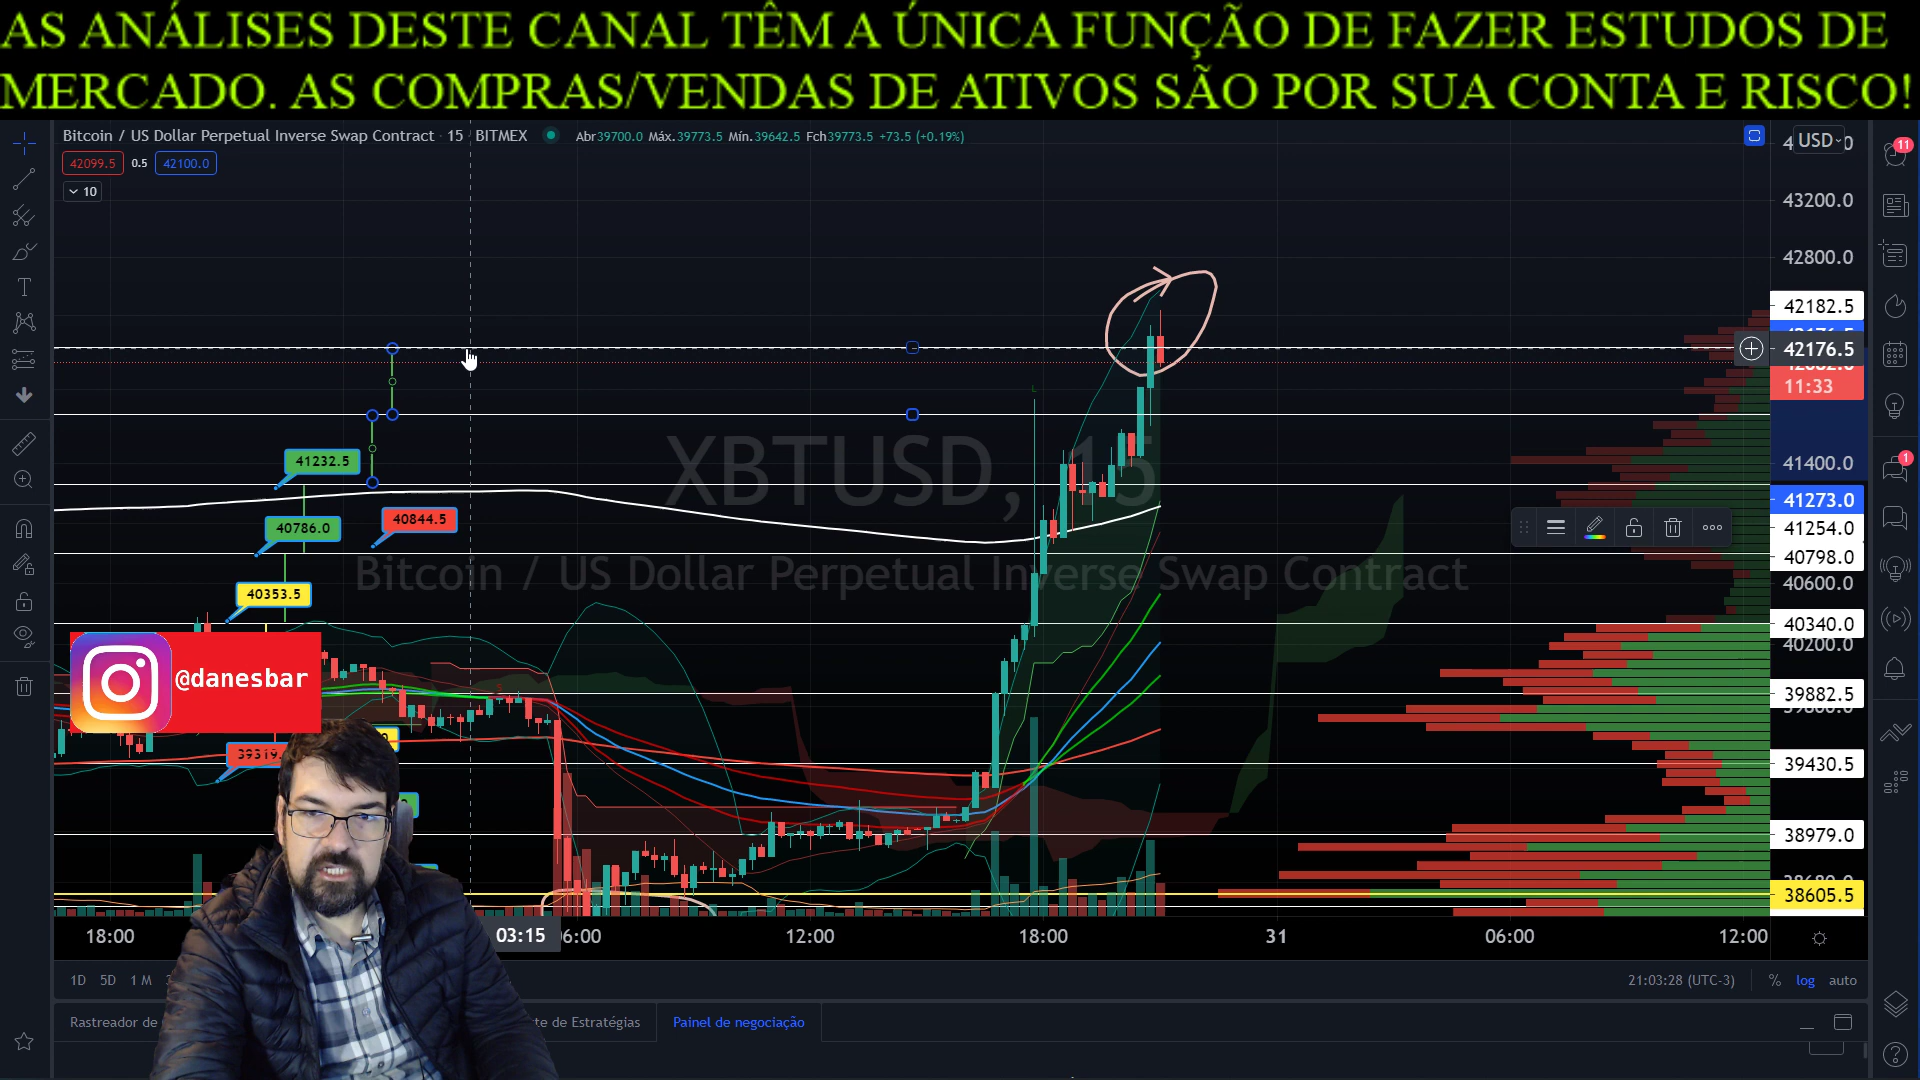 AS ANÁLISES DESTE CANAL TÊM A ÚNICA FUNÇÃO DE FAZER ESTUDOS DE
MERCADO. AS COMPRAS/VENDAS DE ATIVOS SÃO POR SUA CONTA E RISCO!
Bitcoin / US Dollar Perpetual Inverse Swap Contract · 15 · BITMEX Abr39700.0 Máx.39773.5 Mín.39642.5 Fch39773.5 +73.5 (+0.19%)
USD
11
42099.5 0.5 42100.0
10
43200.0
42800.0
42182.5
42176.5
11:33
XBTUSD, 15
Bitcoin / US Dollar Perpetual Inverse Swap Contract
41232.5
41400.0
1
41273.0
40844.5
40786.0
41254.0
40798.0
40600.0
40353.5
40340.0
40200.0
@danesbar
39882.5
39430.5
38979.0
38605.5
18:00 03:15 06:00 12:00 18:00 31 06:00 12:00
1D 5D 1 M
21:03:28 (UTC-3) % log auto
Rastreador de
te de Estratégias
Painel de negociação